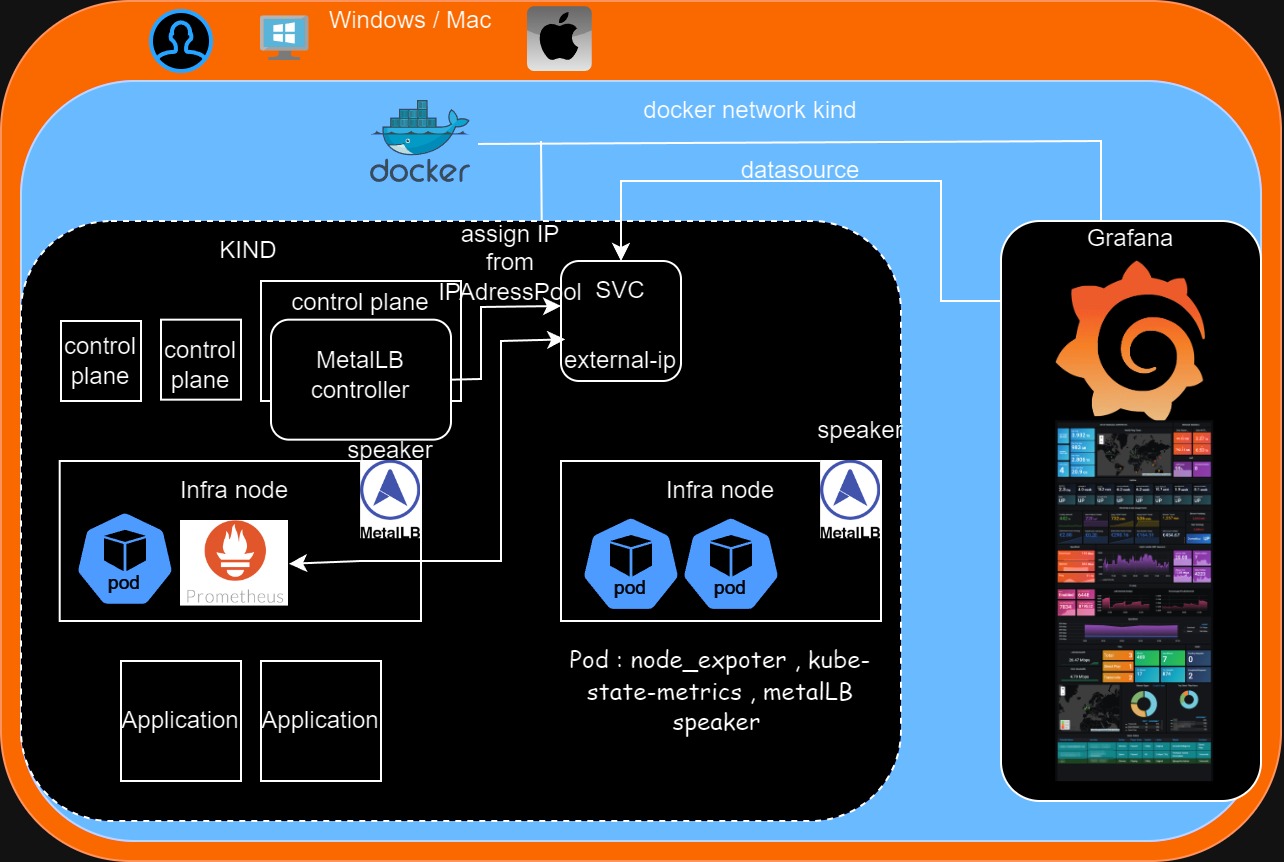 Windows / Mac
docker
docker network kind
datasource
KIND
assign IP
from
IPAdressPool
SVC
external-ip
Grafana
control
plane
control
plane
control plane
MetalLB
controller
speaker
speaker
Infra node
MetalLB
pod
Prometheus
Infra node
MetalLB
pod
pod
Pod : node_expoter , kube-
state-metrics , metalLB
speaker
Application
Application